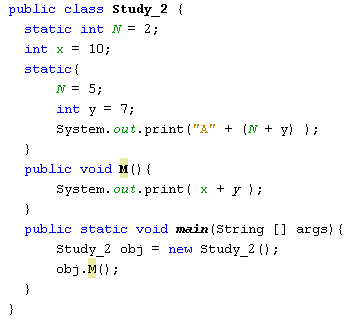 public class Study_2 {
static int N = 2;
int x = 10;
static{
N = 5;
int y = 7;
System.out.print("A" + (N + y) );
}
public void M(){
System.out.print( x + y );
}
public static void main(String [] args){
Study_2 obj = new Study_2();
obj.M();
}
}